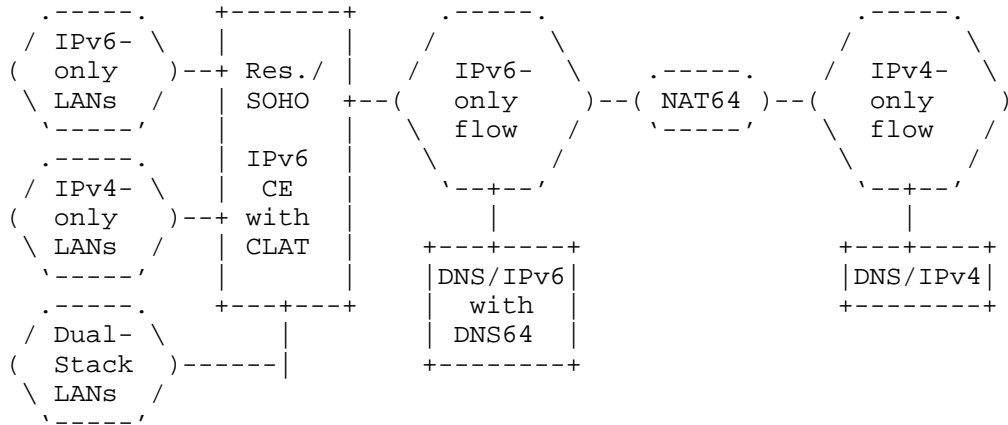 IPv6-
only
LANs
Res./
SOHO
IPv6
CE
with
CLAT
IPv6-
only
flow
NAT64
IPv4-
only
flow
IPv4-
only
LANs
DNS/IPv6
with
DNS64
DNS/IPv4
Dual-
Stack
LANs